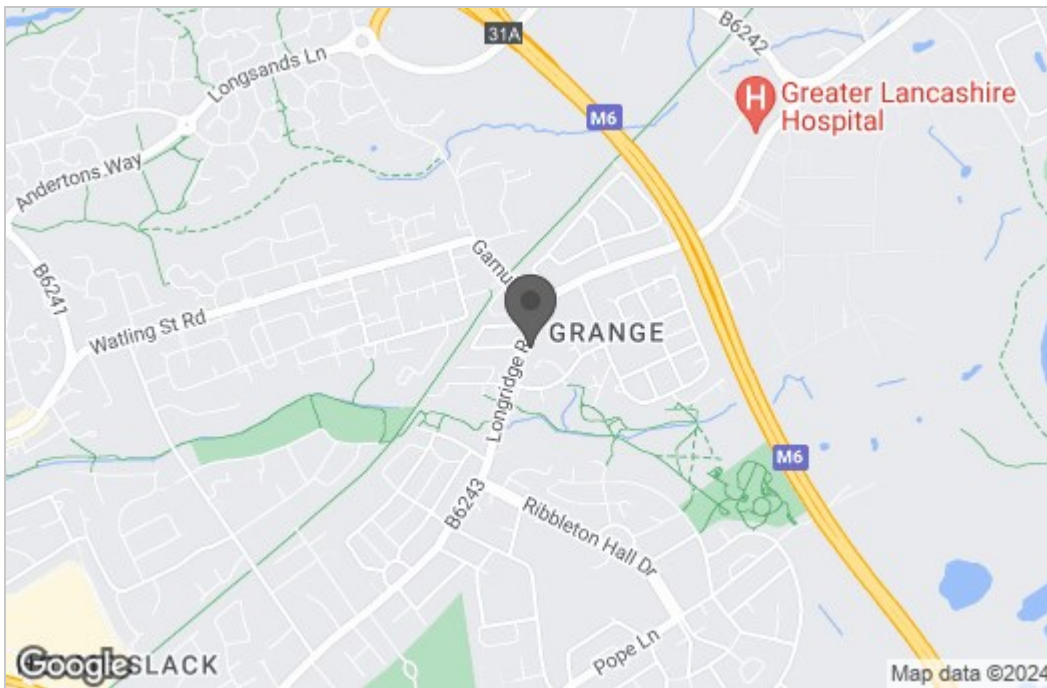 31A
B6242
Longsands Ln
M6
Greater Lancashire
Hospital
Andertons Way
B6241
Watling St Rd
GRANGE
Longridge
M6
B6243
Ribbleton Hall Dr
Pope Ln
Google
SLACK
Map data ©2024